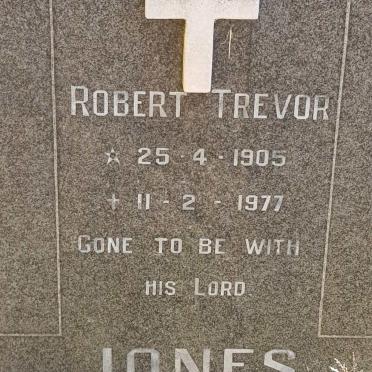 ROBERT TREVOR
☆ 25-4-1905
+ 11-2-1977
GONE TO BE WITH
HIS LORD
JONES